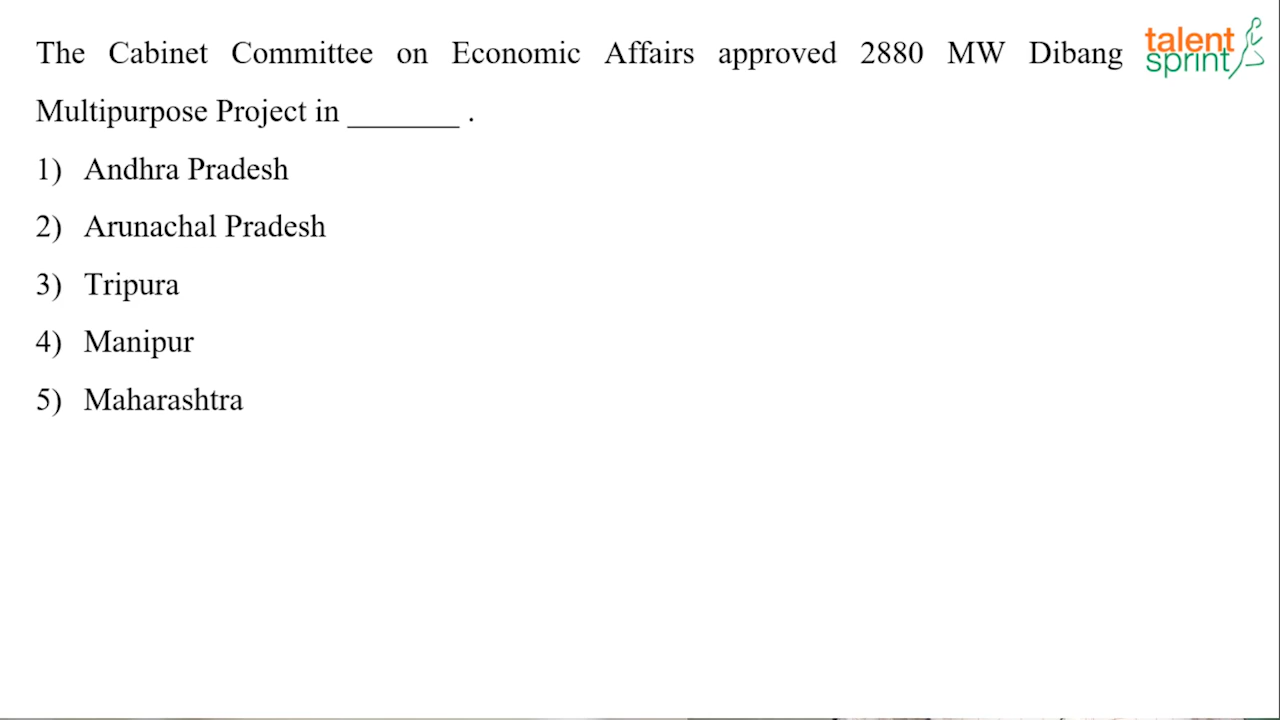 The Cabinet Committee on Economic Affairs approved 2880 MW Dibang
Multipurpose Project in _______ .
1) Andhra Pradesh
2) Arunachal Pradesh
3) Tripura
4) Manipur
5) Maharashtra
talent
sprint